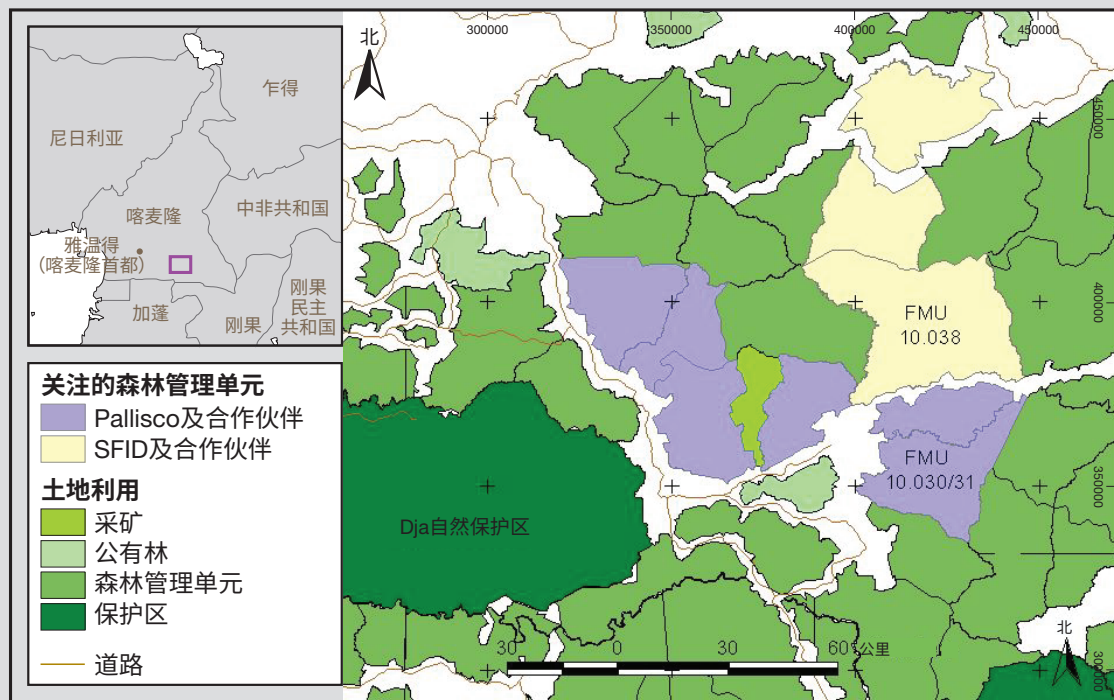 乍得
尼日利亚
喀麦隆
中非共和国
雅温得
(喀麦隆首都)
加蓬
刚果
刚果
民主
共和国
关注的森林管理单元
Pallisco及合作伙伴
SFID及合作伙伴
土地利用
采矿
公有林
森林管理单元
保护区
道路
北
300000
350000
400000
450000
450000
400000
350000
300000
FMU
10.038
FMU
10.030/31
Dja自然保护区
30
0
30
60 公里
北